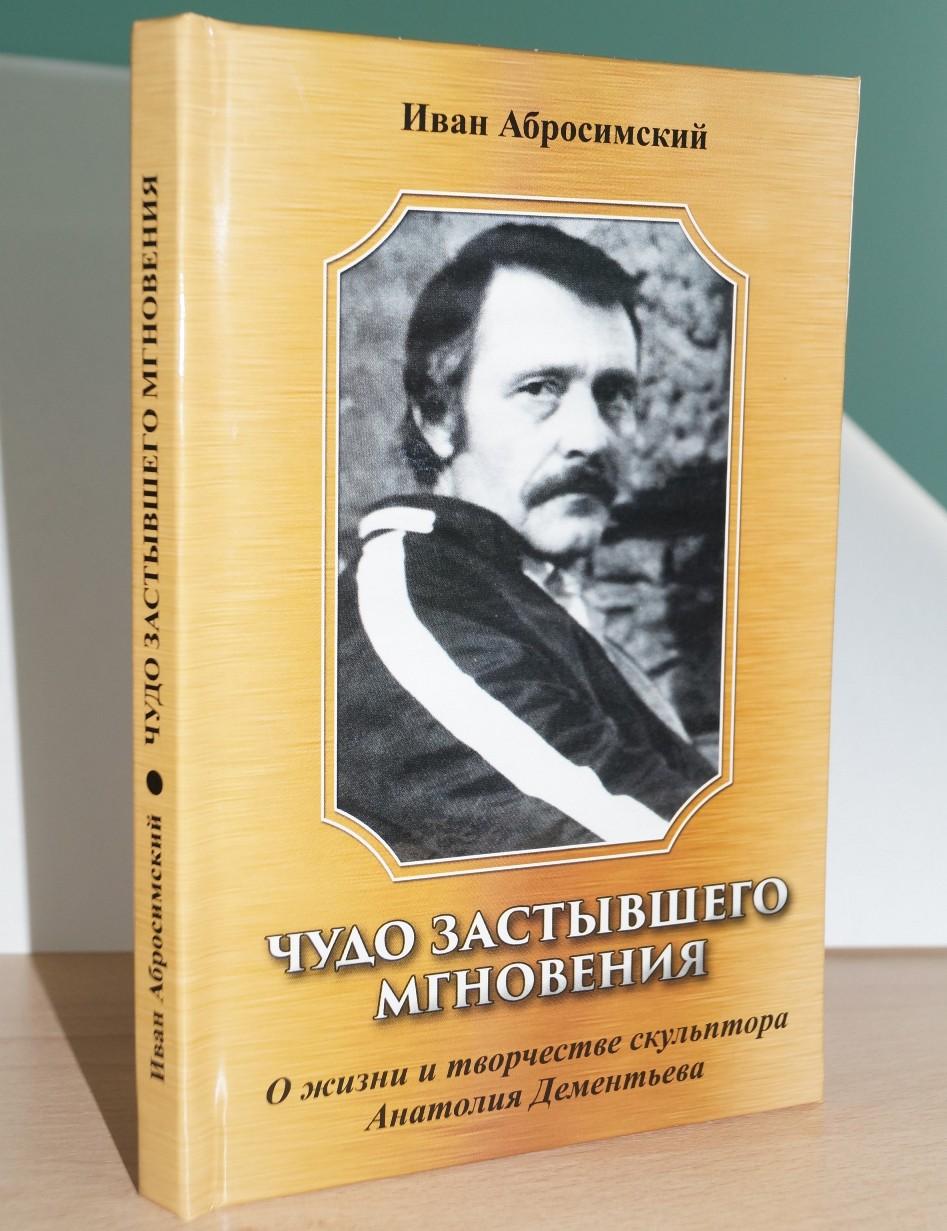 Иван Абросимский
ЧУДО ЗАСТЫВШЕГО
МГНОВЕНИЯ
О жизни и творчестве скульптора
Анатолия Дементьева
Иван Абросимский ● ЧУДО ЗАСТЫВШЕГО МГНОВЕНИЯ